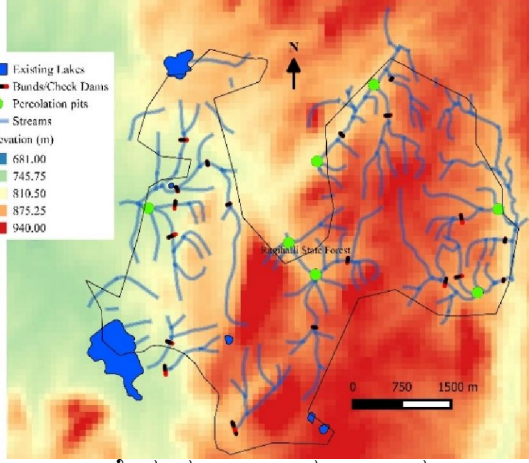 N
Existing Lakes
Bunds/Check Dams
Percolation pits
Streams
evation (m)
681.00
745.75
810.50
875.25
940.00
Ragihalli State Forest
0 750 1500 m